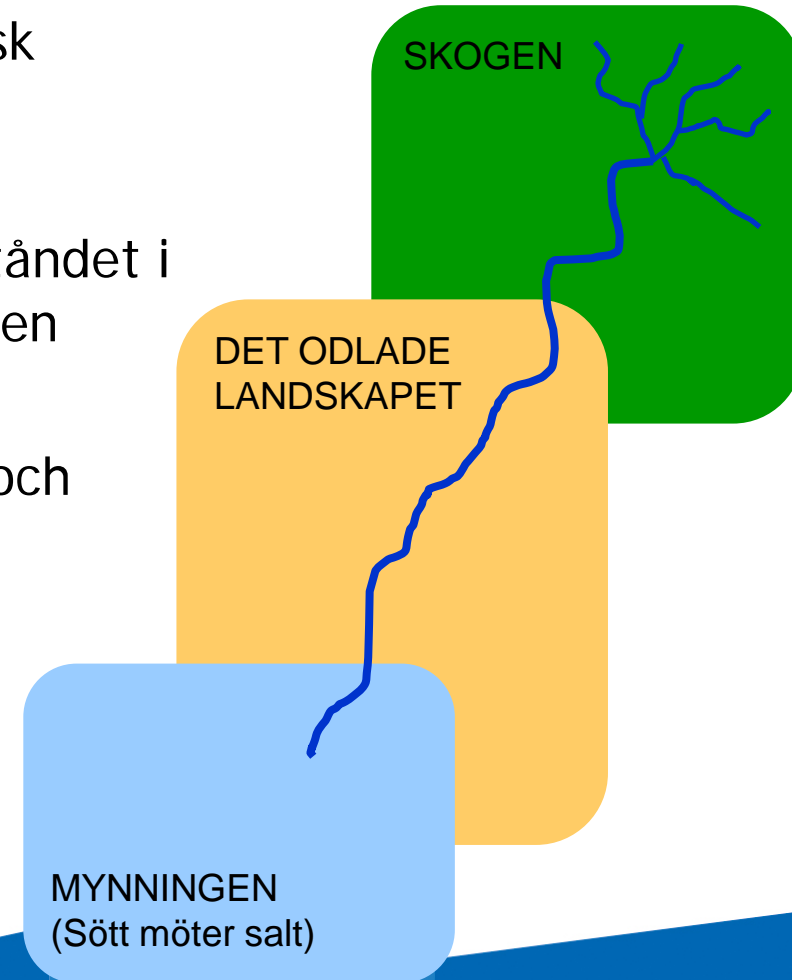 SKOGEN
i
DET ODLADE
LANDSKAPET
MYNNINGEN
(Sött möter salt)